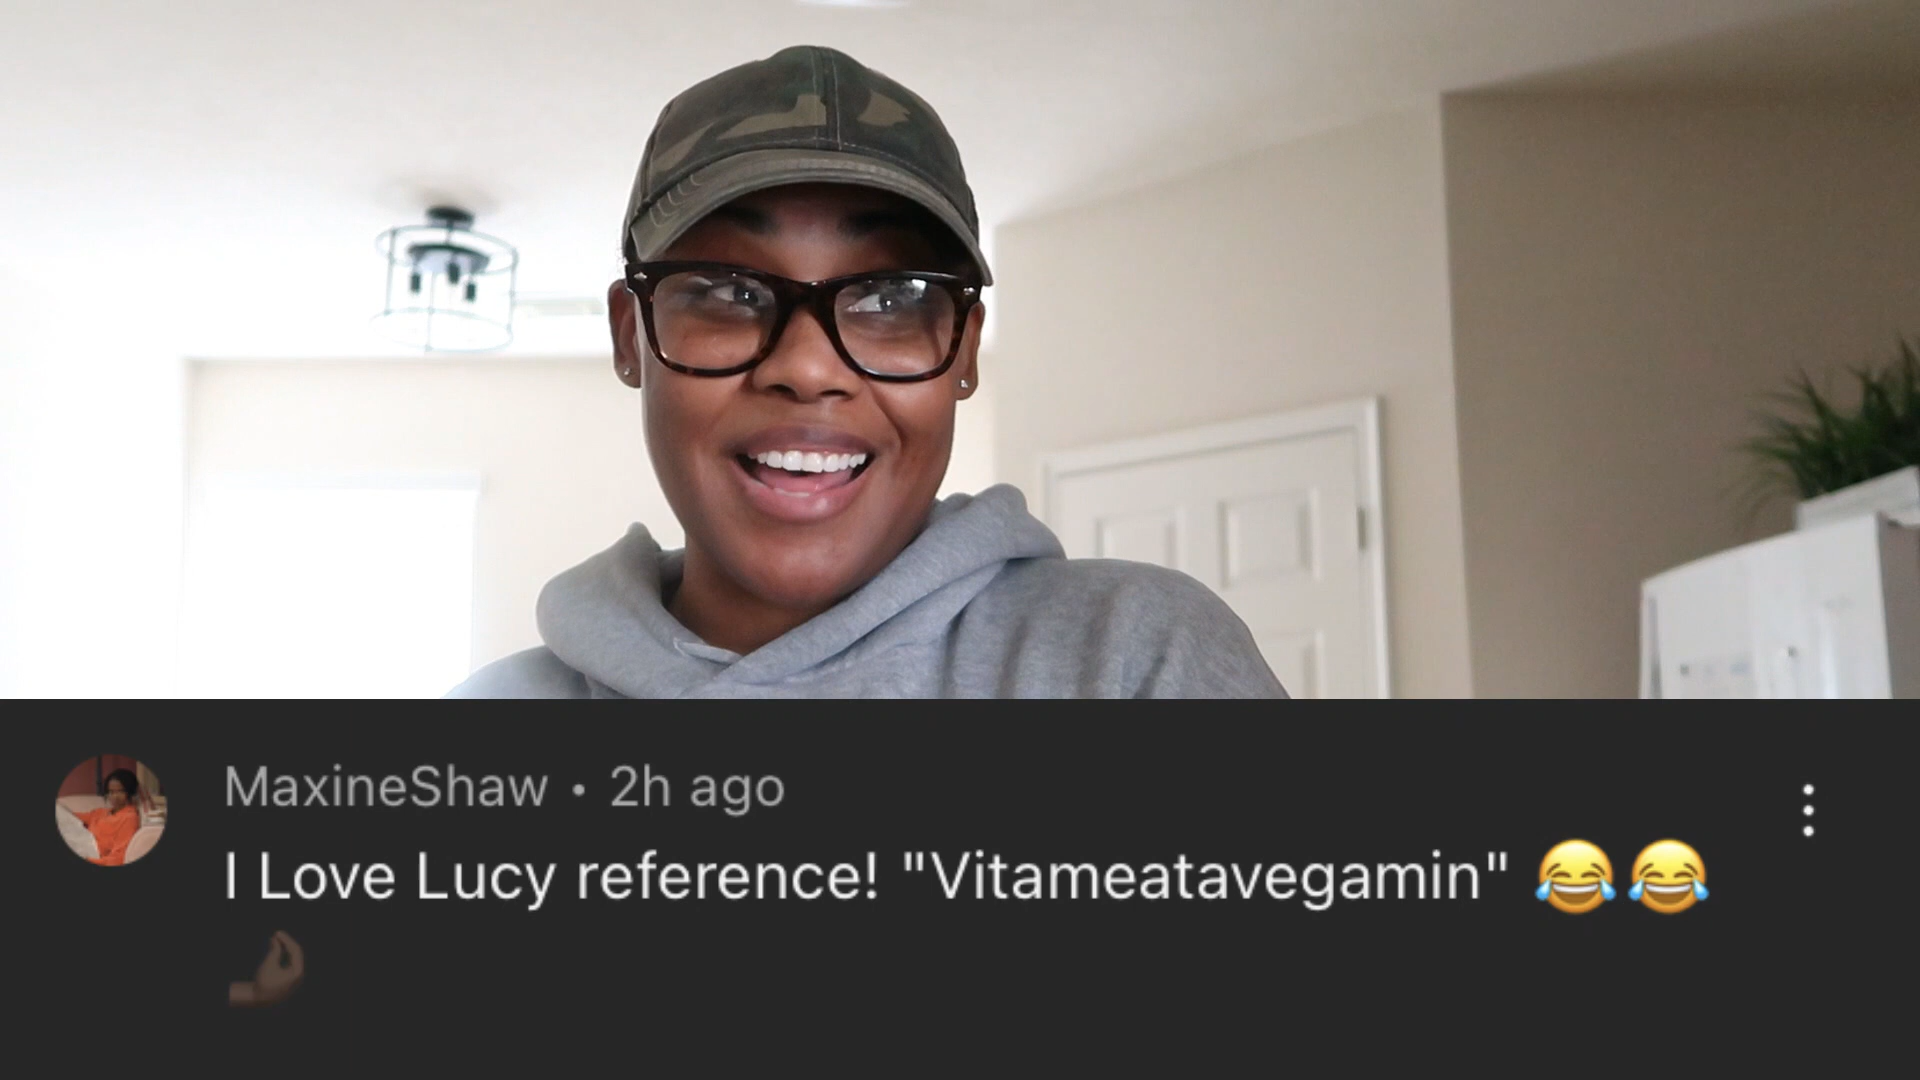 MaxineShaw • 2h ago
I Love Lucy reference! "Vitameatavegamin" 😂😂
🤌🏿